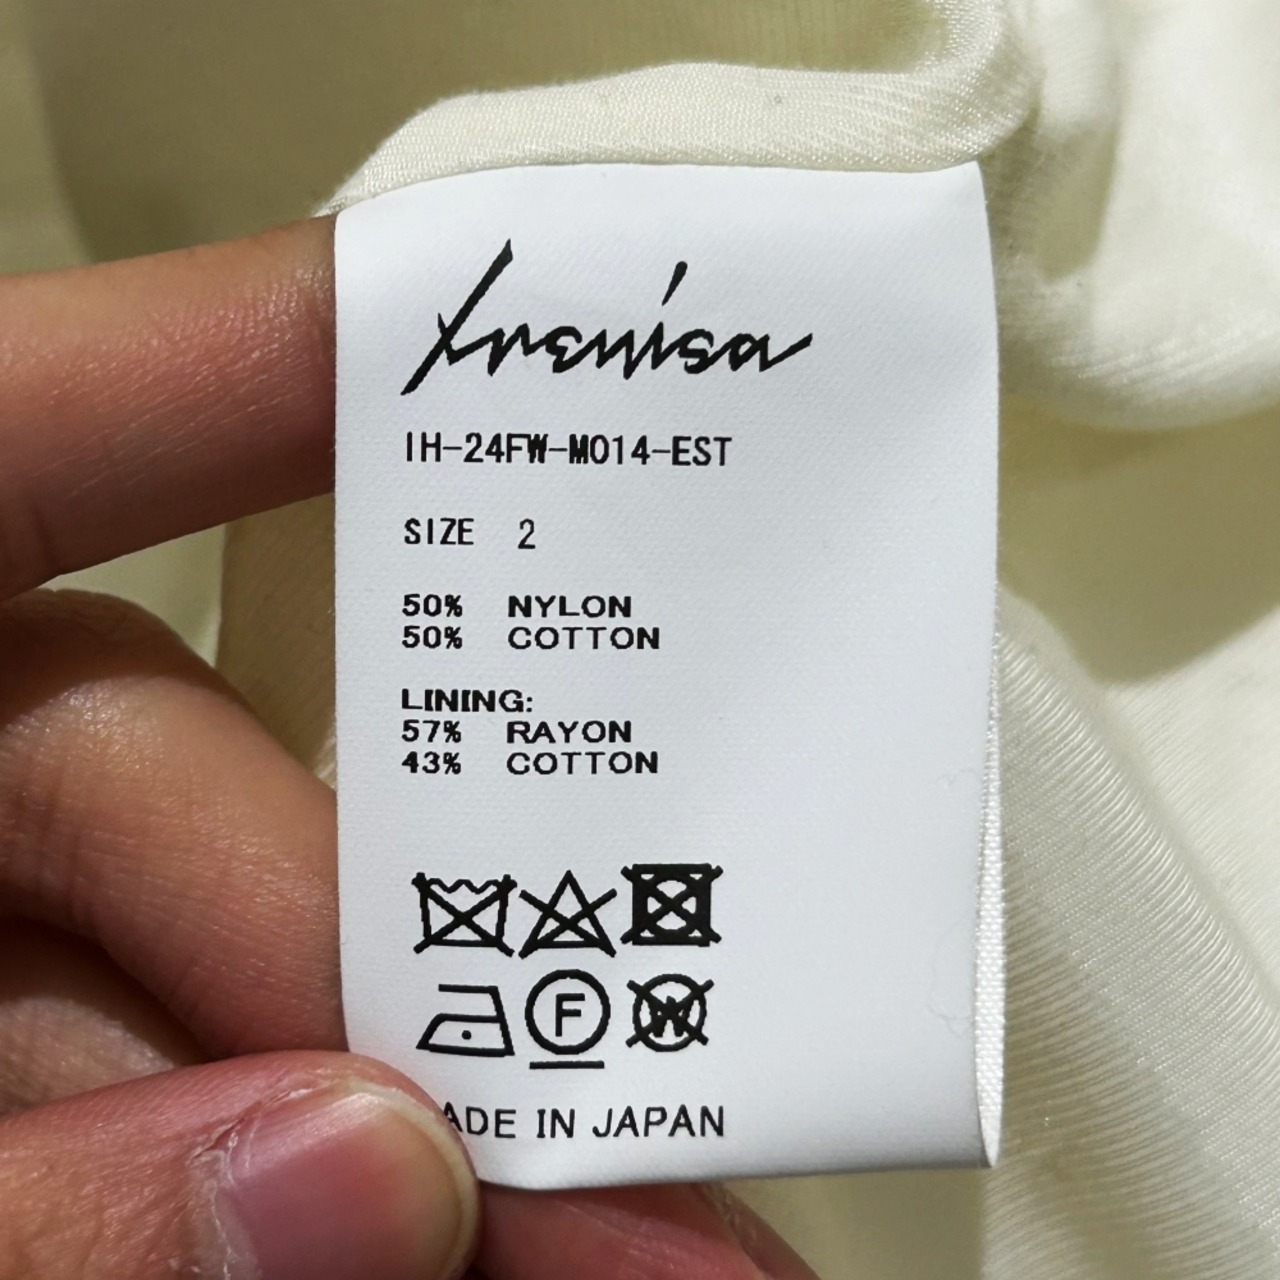 Irenisa
IH-24FW-M014-EST
SIZE 2
50% NYLON
50% COTTON
LINING:
57% RAYON
43% COTTON
F W
ADE IN JAPAN